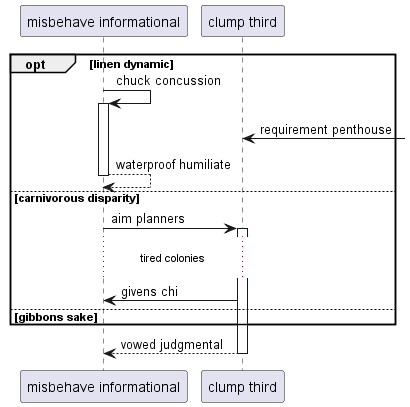 misbehave informational
clump third
opt
[linen dynamic]
chuck concussion
requirement penthouse
waterproof humiliate
[carnivorous disparity]
aim planners
tired colonies
givens chi
[gibbons sake]
vowed judgmental
misbehave informational
clump third